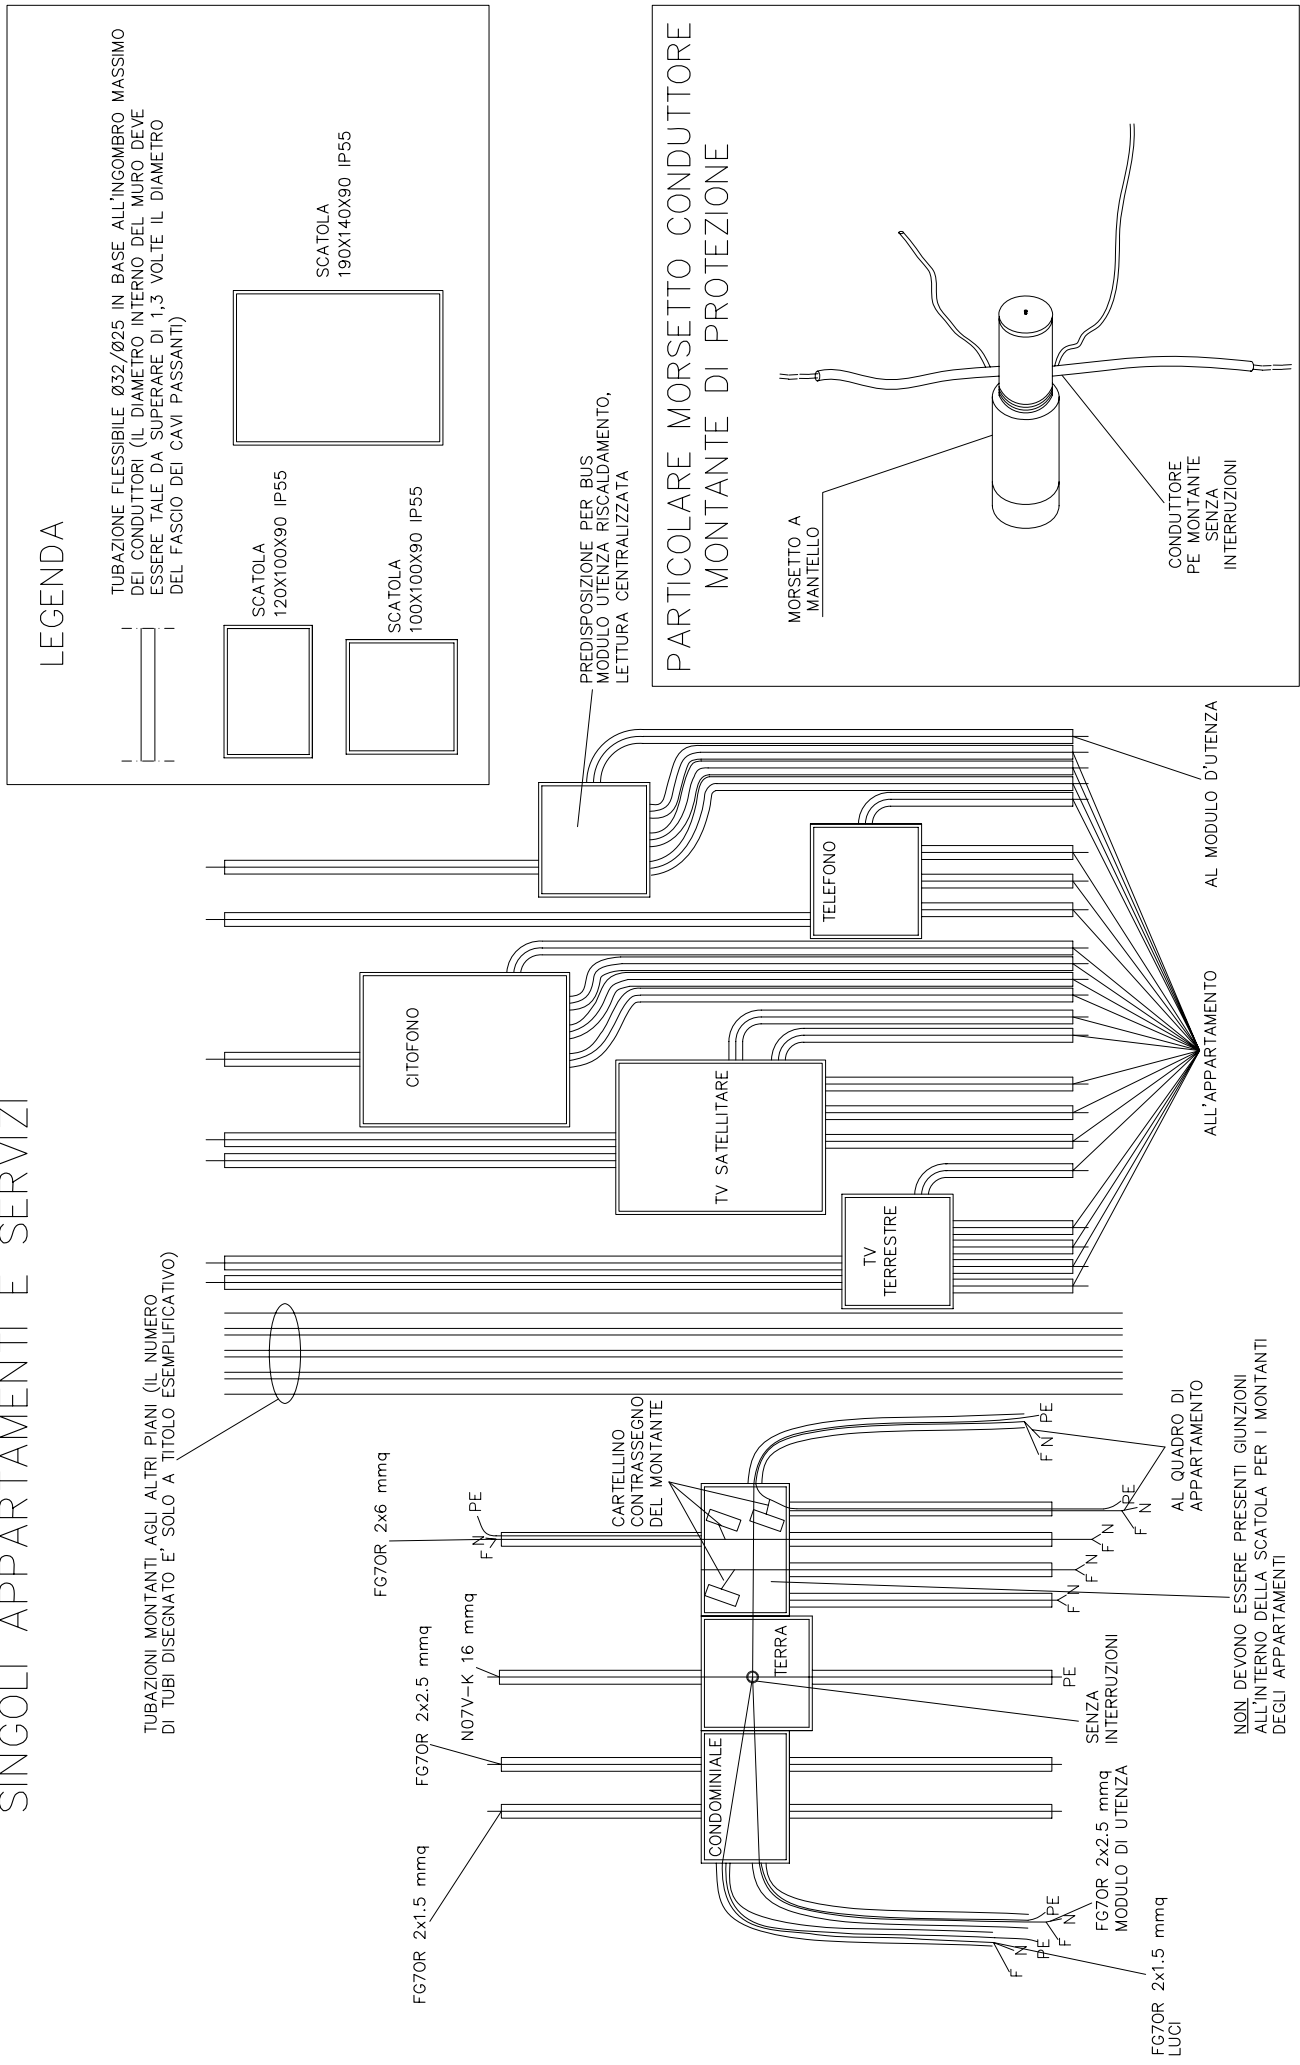 SINGOLI APPARTAMENTI E SERVIZI
LEGENDA
TUBAZIONE FLESSIBILE Ø32/Ø25 IN BASE ALL'INGOMBRO MASSIMO
DEI CONDUTTORI (IL DIAMETRO INTERNO DEL MURO DEVE
ESSERE TALE DA SUPERARE DI 1,3 VOLTE IL DIAMETRO
DEL FASCIO DEI CAVI PASSANTI)
SCATOLA
120X100X90 IP55
SCATOLA
190X140X90 IP55
SCATOLA
100X100X90 IP55
TUBAZIONI MONTANTI AGLI ALTRI PIANI (IL NUMERO
DI TUBI DISEGNATO E' SOLO A TITOLO ESEMPLIFICATIVO)
FG7OR 2x1.5 mmq
FG7OR 2x2.5 mmq
N07V-K 16 mmq
FG7OR 2x6 mmq
F
N
PE
CARTELLINO
CONTRASSEGNO
DEL MONTANTE
CITOFONO
PREDISPOSIZIONE PER BUS
MODULO UTENZA RISCALDAMENTO,
LETTURA CENTRALIZZATA
CONDOMINIALE
TERRA
TV SATELLITARE
TV
TERRESTRE
TELEFONO
F
N
PE
F
N
PE
PE
F
N
F
N
F
N
F
N
PE
F
N
PE
FG7OR 2x1.5 mmq
LUCI
FG7OR 2x2.5 mmq
MODULO DI UTENZA
SENZA
INTERRUZIONI
AL QUADRO DI
APPARTAMENTO
ALL'APPARTAMENTO
AL MODULO D'UTENZA
NON DEVONO ESSERE PRESENTI GIUNZIONI
ALL'INTERNO DELLA SCATOLA PER I MONTANTI
DEGLI APPARTAMENTI
PARTICOLARE MORSETTO CONDUTTORE
MONTANTE DI PROTEZIONE
MORSETTO A
MANTELLO
CONDUTTORE
PE MONTANTE
SENZA
INTERRUZIONI